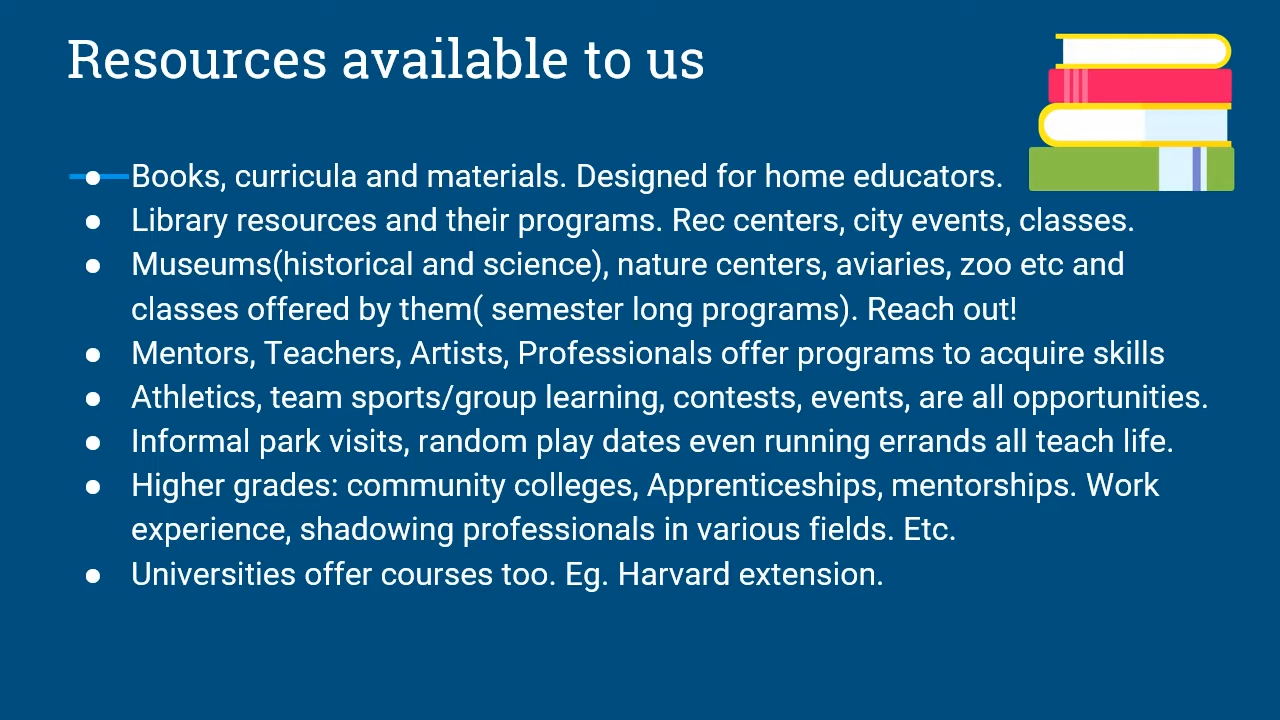 Resources available to us
● Books, curricula and materials. Designed for home educators.
● Library resources and their programs. Rec centers, city events, classes.
● Museums(historical and science), nature centers, aviaries, zoo etc and
classes offered by them( semester long programs). Reach out!
● Mentors, Teachers, Artists, Professionals offer programs to acquire skills
● Athletics, team sports/group learning, contests, events, are all opportunities.
● Informal park visits, random play dates even running errands all teach life.
● Higher grades: community colleges, Apprenticeships, mentorships. Work
experience, shadowing professionals in various fields. Etc.
● Universities offer courses too. Eg. Harvard extension.